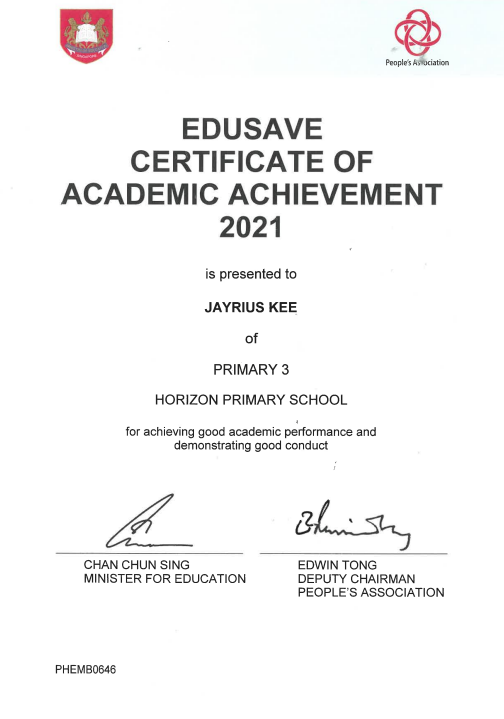 People's Association
EDUSAVE
CERTIFICATE OF
ACADEMIC ACHIEVEMENT
2021
is presented to
JAYRIUS KEE
of
PRIMARY 3
HORIZON PRIMARY SCHOOL
for achieving good academic performance and
demonstrating good conduct
CHAN CHUN SING
MINISTER FOR EDUCATION
EDWIN TONG
DEPUTY CHAIRMAN
PEOPLE'S ASSOCIATION
PHEMB0646